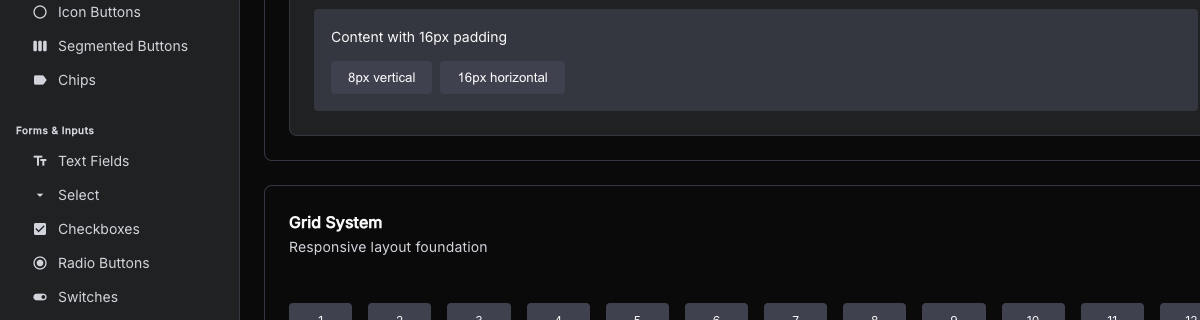 Icon Buttons
Segmented Buttons
Chips
Forms & Inputs
Text Fields
Select
Checkboxes
Radio Buttons
Switches
Content with 16px padding
8px vertical
16px horizontal
Grid System
Responsive layout foundation
1 2 3 4 5 6 7 8 9 10 11 12